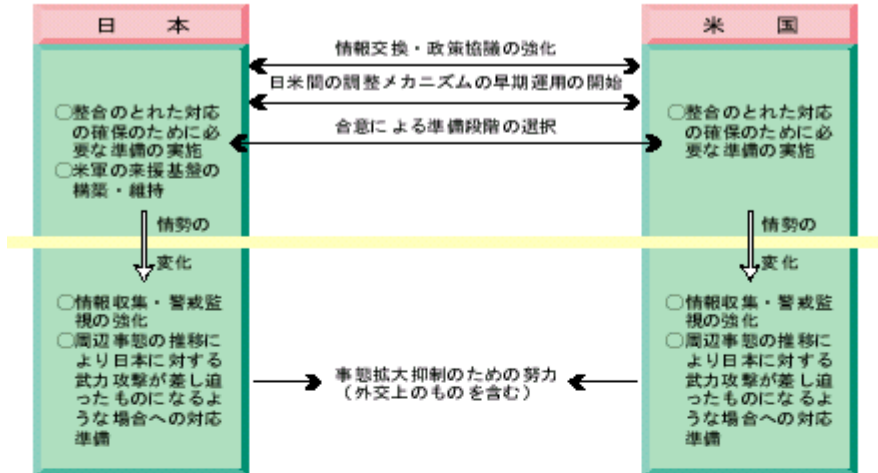 日　本
米　国
情報交換・政策協議の強化
日米間の調整メカニズムの早期運用の開始
合意による準備段階の選択
○整合のとれた対応
の確保のために必
要な準備の実施
○米軍の来援基盤の
構築・維持
○整合のとれた対応
の確保のために必
要な準備の実施
情勢の
変化
情勢の
変化
○情報収集・警戒監
視の強化
○周辺事態の推移に
より日本に対する
武力攻撃が差し迫
ったものになるよ
うな場合への対応
準備
事態拡大抑制のための努力
（外交上のものを含む）
○情報収集・警戒監
視の強化
○周辺事態の推移に
より日本に対する
武力攻撃が差し迫
ったものになるよ
うな場合への対応
準備